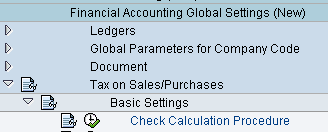 Financial Accounting Global Settings (New)
Ledgers
Global Parameters for Company Code
Document
Tax on Sales/Purchases
Basic Settings
Check Calculation Procedure